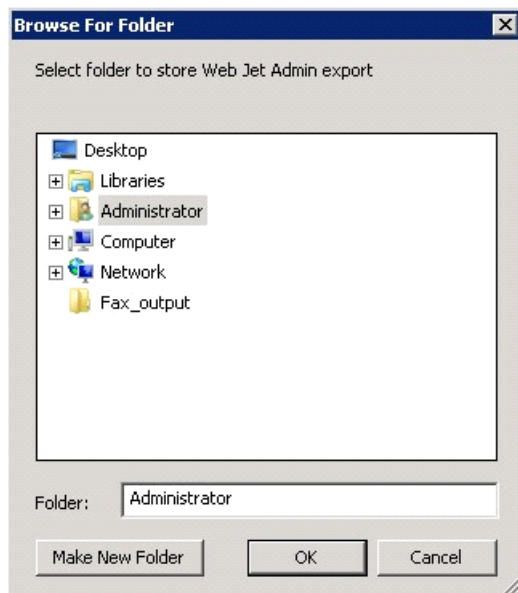 Browse For Folder
Select folder to store Web Jet Admin export
Desktop
Libraries
Administrator
Computer
Network
Fax_output
Folder: Administrator
Make New Folder OK Cancel